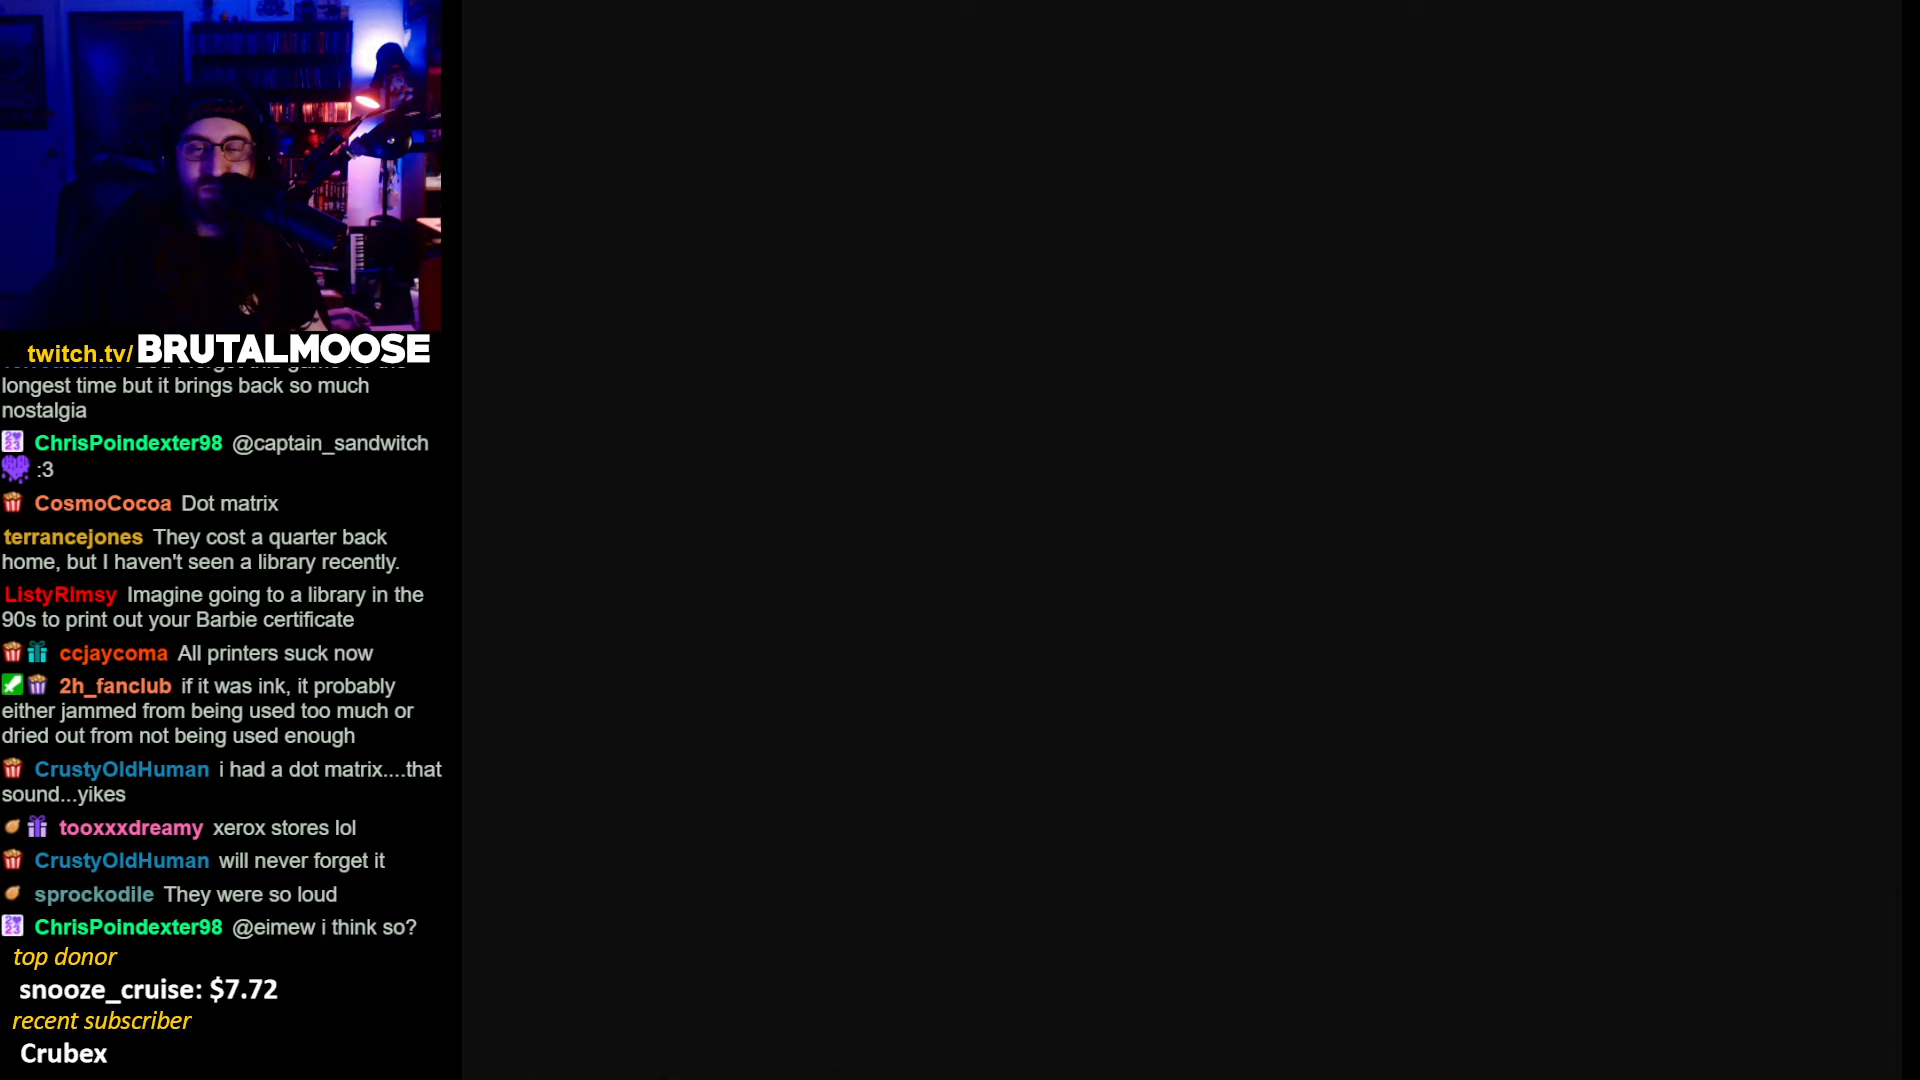 twitch.tv/BRUTALMOOSE
longest time but it brings back so much
nostalgia
ChrisPoindexter98 @captain_sandwitch
:3
CosmoCocoa Dot matrix
terrancejones They cost a quarter back
home, but I haven't seen a library recently.
ListyRimsy Imagine going to a library in the
90s to print out your Barbie certificate
ccjaycoma All printers suck now
2h_fanclub if it was ink, it probably
either jammed from being used too much or
dried out from not being used enough
CrustyOldHuman i had a dot matrix....that
sound...yikes
tooxxxdreamy xerox stores lol
CrustyOldHuman will never forget it
sprockodile They were so loud
ChrisPoindexter98 @eimew i think so?
top donor
snooze_cruise: $7.72
recent subscriber
Crubex